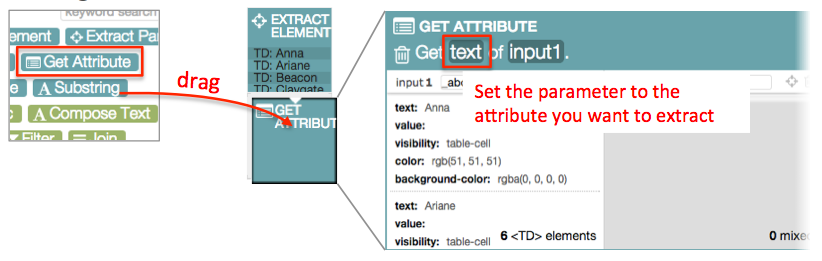 keyword search
ement Extract Pa
Get Attribute
e Substring
c Compose Text
Filter Join
drag
EXTRACT
ELEMENT
TD: Anna
TD: Ariane
TD: Beacon
TD: Claygate
GET
ATTRIBUT
GET ATTRIBUTE
Get text of input1.
input1
Set the parameter to the
attribute you want to extract
text: Anna
value:
visibility: table-cell
color: rgb(51, 51, 51)
background-color: rgba(0, 0, 0, 0)
text: Ariane
value:
visibility: table-cell
6 <TD> elements
0 mixe